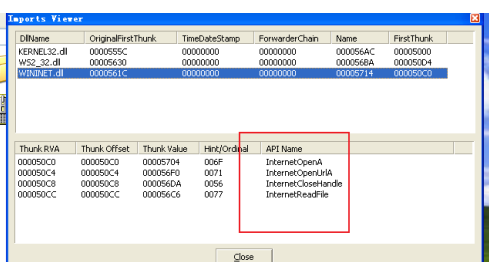 Imports Viewer
DllName OriginalFirstThunk TimeDateStamp ForwarderChain Name FirstThunk
KERNEL32.dll 0000555C 00000000 00000000 000056AC 00005000
WS2_32.dll 00005630 00000000 00000000 000056BA 000050D4
WININET.dll 0000561C 00000000 00000000 00005714 000050C0
Thunk RVA Thunk Offset Thunk Value Hint/Ordinal API Name
000050C0 000050C0 00005704 006F InternetOpenA
000050C4 000050C4 000056F0 0071 InternetOpenUrlA
000050C8 000050C8 000056DA 0056 InternetCloseHandle
000050CC 000050CC 000056C6 0077 InternetReadFile
Close